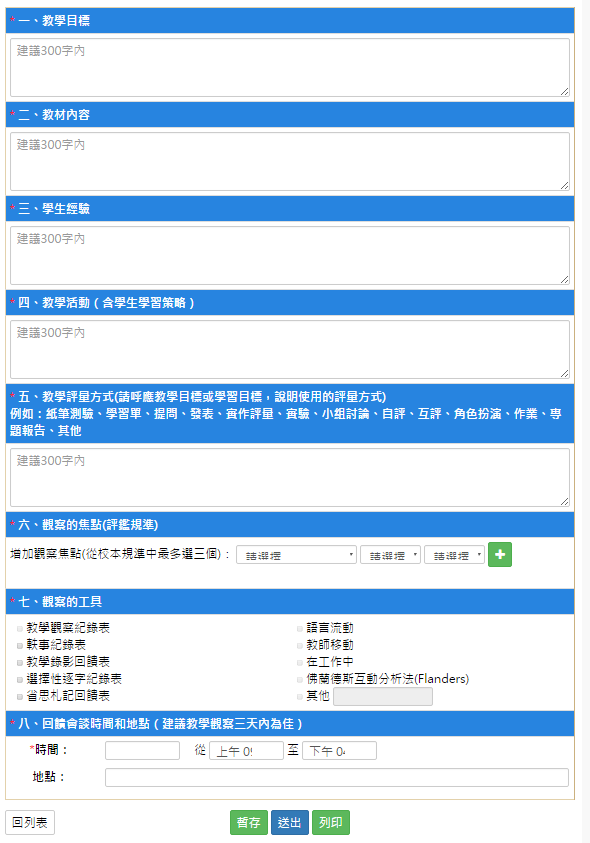 * 一、教學目標
建議300字內
* 二、教材內容
建議300字內
* 三、學生經驗
建議300字內
* 四、教學活動（含學生學習策略）
建議300字內
* 五、教學評量方式(請呼應教學目標或學習目標，說明使用的評量方式)
例如：紙筆測驗、學習單、提問、發表、實作評量、實驗、小組討論、自評、互評、角色扮演、作業、專
題報告、其他
建議300字內
* 六、觀察的焦點(評鑑規準)
增加觀察焦點(從校本規準中最多選三個)： 請選擇 請選擇 請選擇 +
* 七、觀察的工具
教學觀察紀錄表 語言流動
軼事紀錄表 教師移動
教學錄影回饋表 在工作中
選擇性逐字紀錄表 佛蘭德斯互動分析法(Flanders)
省思札記回饋表 其他
* 八、回饋會談時間和地點（建議教學觀察三天內為佳）
*時間： 從 上午 09 至 下午 04
地點：
回列表 暫存 送出 列印